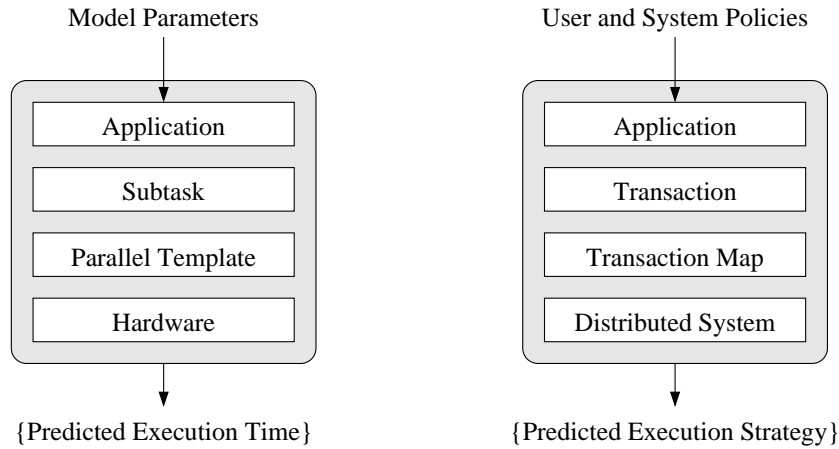 Model Parameters
Application
Subtask
Parallel Template
Hardware
{Predicted Execution Time}
User and System Policies
Application
Transaction
Transaction Map
Distributed System
{Predicted Execution Strategy}